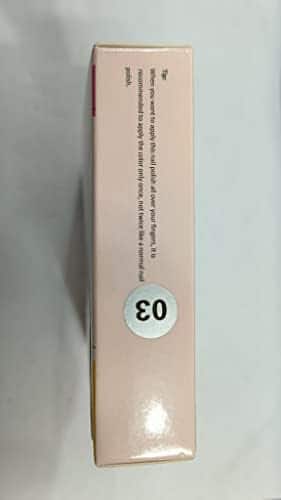 Tip:
When you want to apply this nail polish all over your fingers, it is
recommended to apply the color only once, not twice like a normal nail
polish.
03